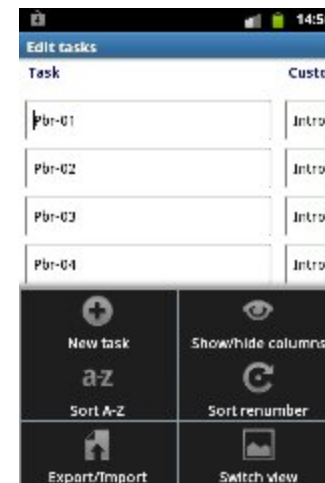 14:5
Edit tasks
Task Custo
Pbr-01 Intro
Pbr-02 Intro
Pbr-03 Intro
Pbr-04 Intro
New task Show/hide columns
a-z
Sort A-Z Sort renumber
Export/Import Switch view